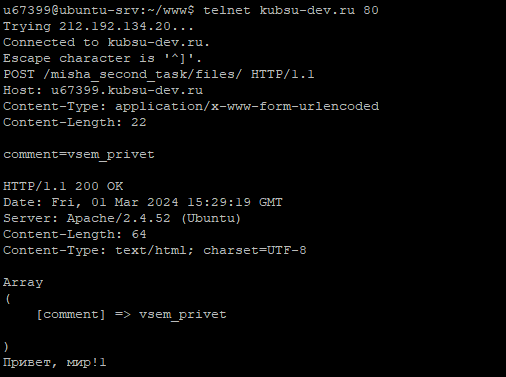 u67399@ubuntu-srv:~/www$ telnet kubsu-dev.ru 80
Trying 212.192.134.20...
Connected to kubsu-dev.ru.
Escape character is '^]'.
POST /misha_second_task/files/ HTTP/1.1
Host: u67399.kubsu-dev.ru
Content-Type: application/x-www-form-urlencoded
Content-Length: 22

comment=vsem_privet

HTTP/1.1 200 OK
Date: Fri, 01 Mar 2024 15:29:19 GMT
Server: Apache/2.4.52 (Ubuntu)
Content-Length: 64
Content-Type: text/html; charset=UTF-8

Array
(
    [comment] => vsem_privet

)
Привет, мир!1